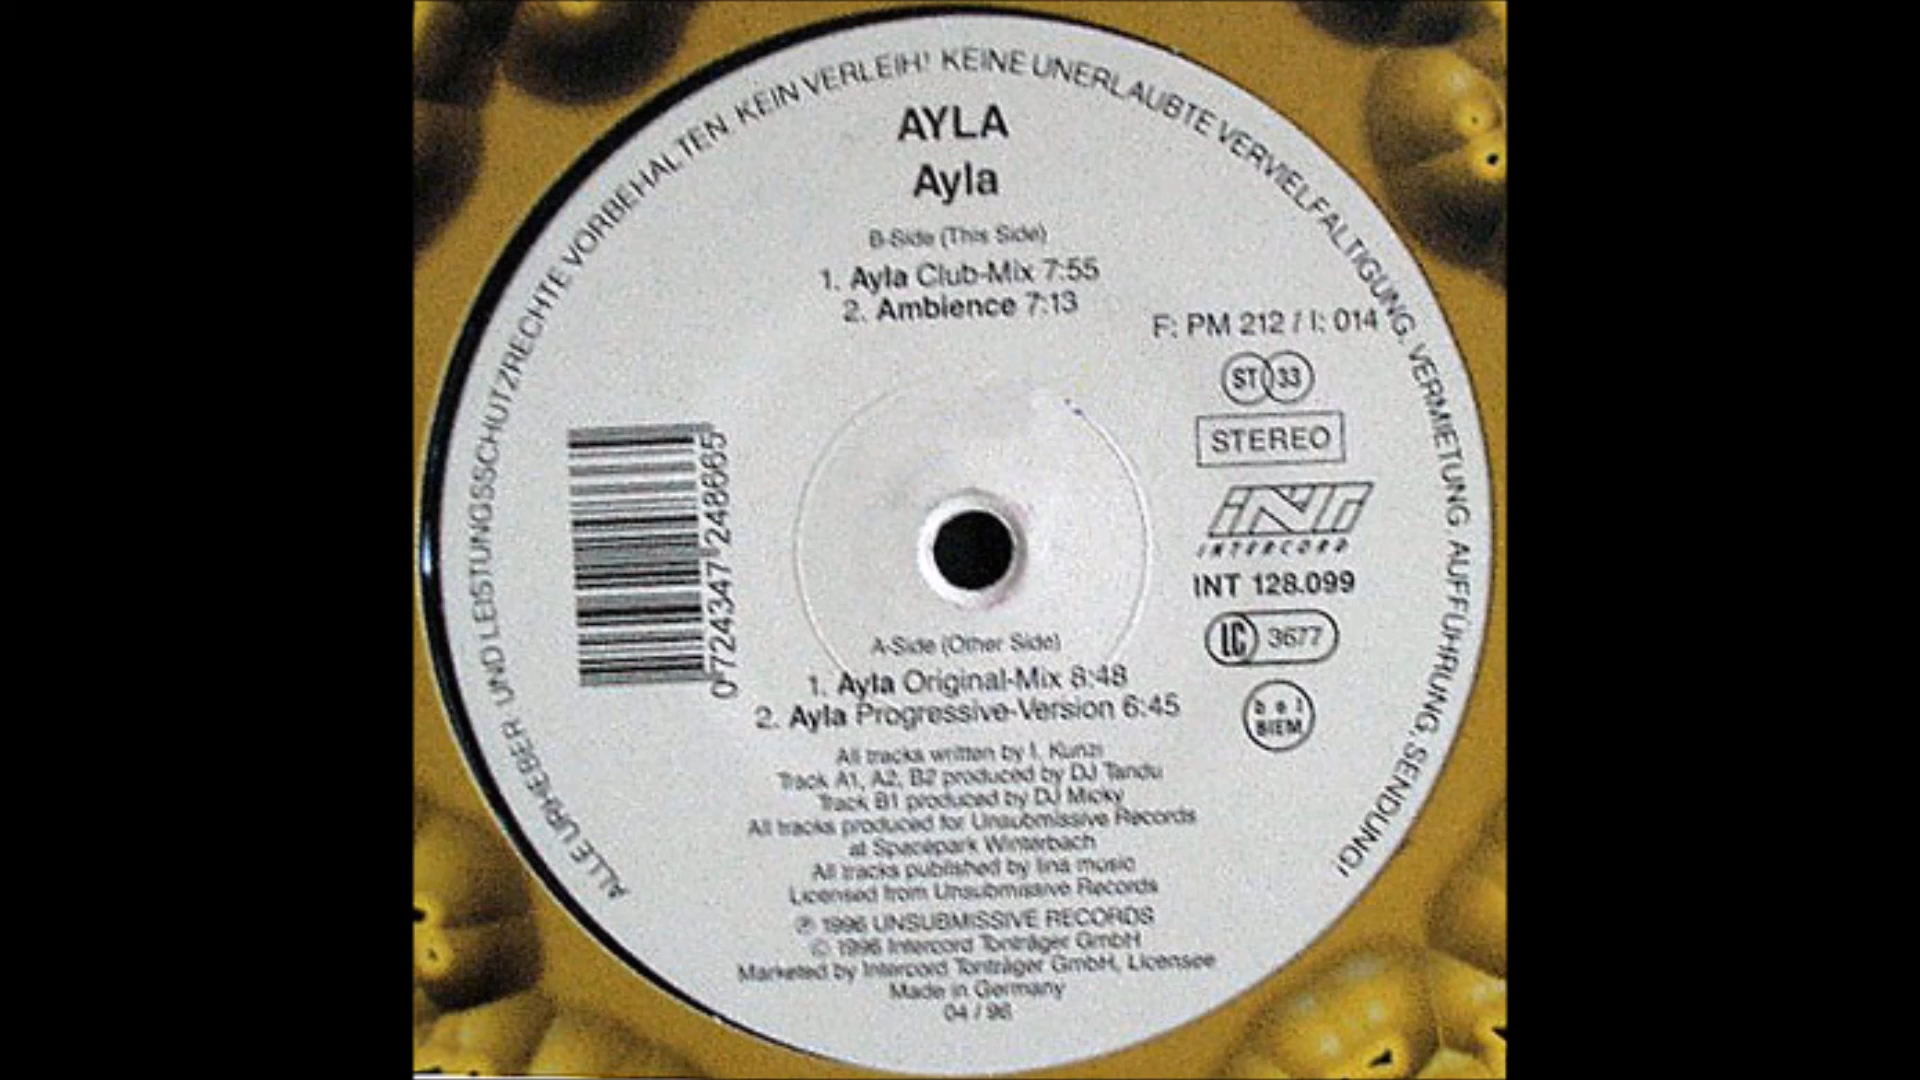 ALLE URHEBER UND LEISTUNGSSCHUTZRECHTE VORBEHALTEN. KEIN VERLEIH! KEINE UNERLAUBTE VERVIELFALTIGUNG, VERMIETUNG, AUFFÜHRUNG, SENDUNG!
AYLA
Ayla
B-Side (This Side)
1. Ayla Club-Mix 7:55
2. Ambience 7:13
F: PM 212 / I: 014
ST 33
STEREO
INT
INTERCORD
INT 128.099
LC 3677
bel
BIEM
0 724347 248665
A-Side (Other Side)
1. Ayla Original-Mix 8:48
2. Ayla Progressive-Version 6:45
All tracks written by I. Kunzi
Track A1, A2, B2 produced by DJ Tandu
Track B1 produced by DJ Micky
All tracks produced for Unsubmissive Records
at Spacepark Winterbach
All tracks published by lina music
Licensed from Unsubmissive Records
℗ 1996 UNSUBMISSIVE RECORDS
© 1996 Intercord Tonträger GmbH
Marketed by Intercord Tonträger GmbH, Licensee
Made in Germany
04 / 96